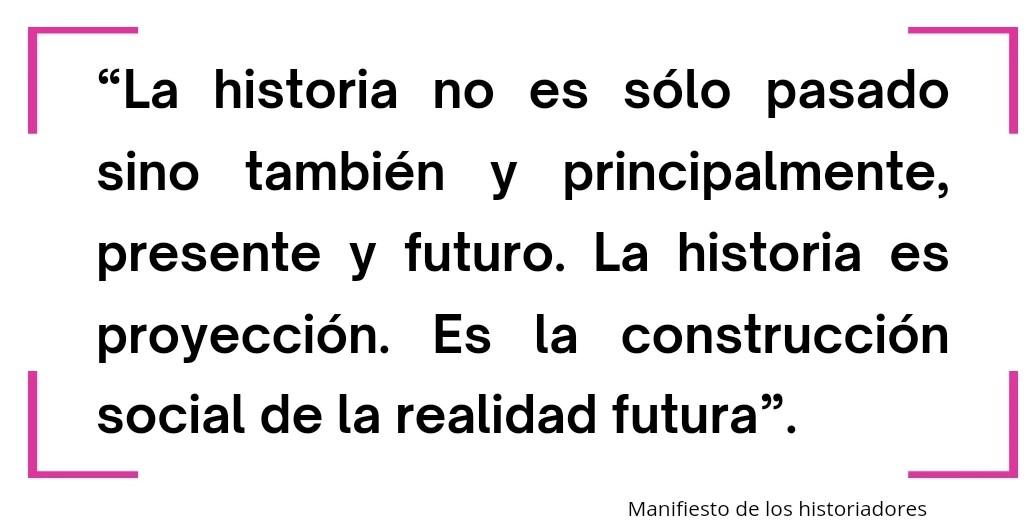 “La historia no es sólo pasado
sino también y principalmente,
presente y futuro. La historia es
proyección. Es la construcción
social de la realidad futura”.
Manifiesto de los historiadores